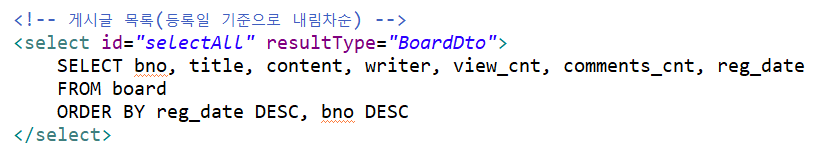 <!-- 게시글 목록(등록일 기준으로 내림차순) -->
<select id="selectAll" resultType="BoardDto">
    SELECT bno, title, content, writer, view_cnt, comments_cnt, reg_date
    FROM board
    ORDER BY reg_date DESC, bno DESC
</select>